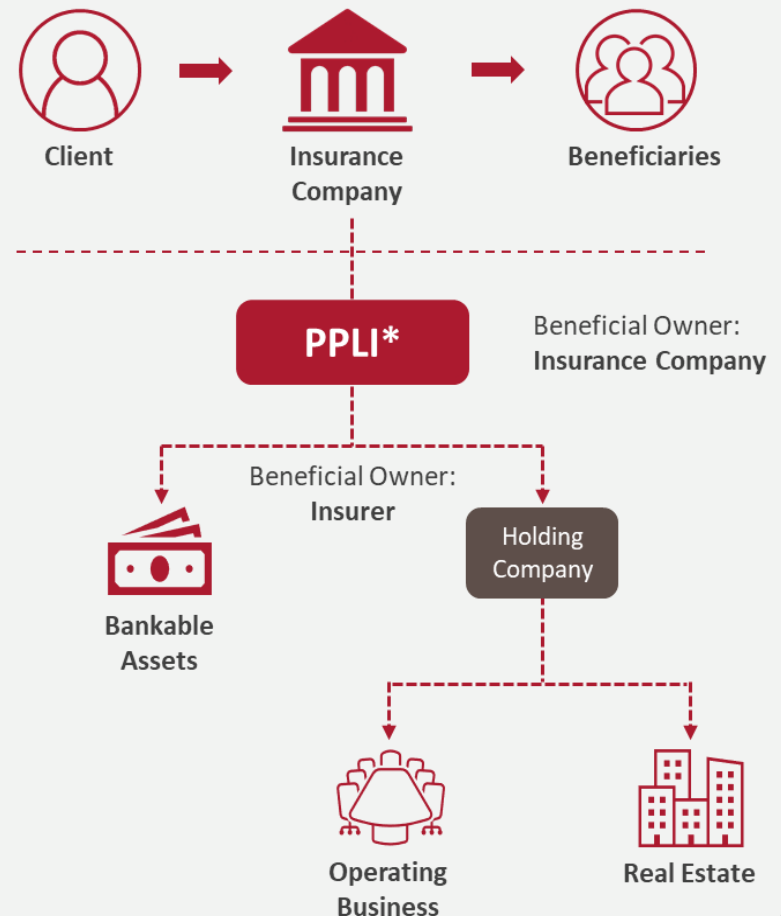 Client
Insurance
Company
Beneficiaries
PPLI*
Beneficial Owner:
Insurance Company
Beneficial Owner:
Insurer
Holding
Company
Bankable
Assets
Operating
Business
Real Estate